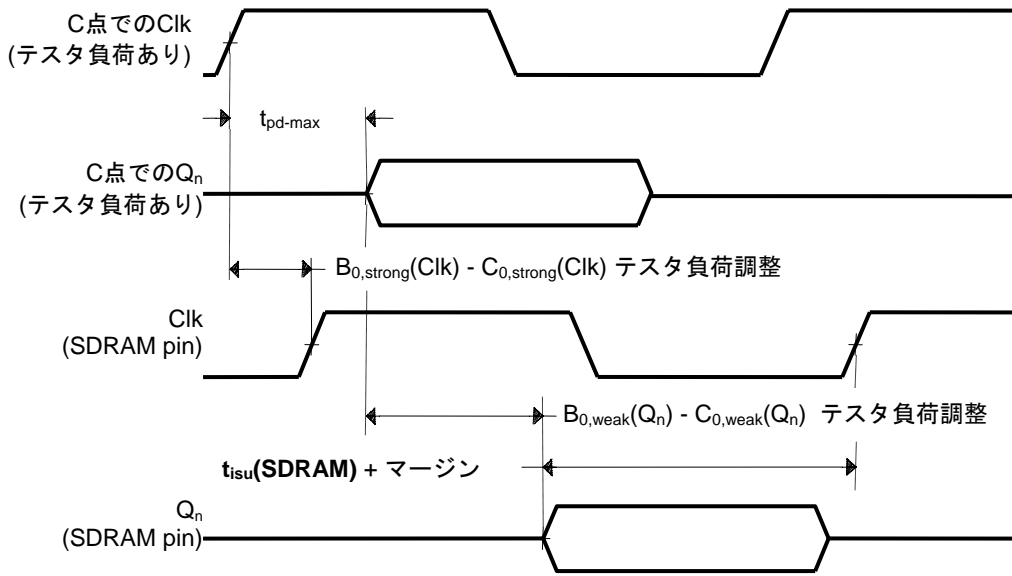 C点でのClk
(テスタ負荷あり)
tpd-max
C点でのQn
(テスタ負荷あり)
B0,strong(Clk) - C0,strong(Clk) テスタ負荷調整
Clk
(SDRAM pin)
B0,weak(Qn) - C0,weak(Qn) テスタ負荷調整
tisu(SDRAM) + マージン
Qn
(SDRAM pin)